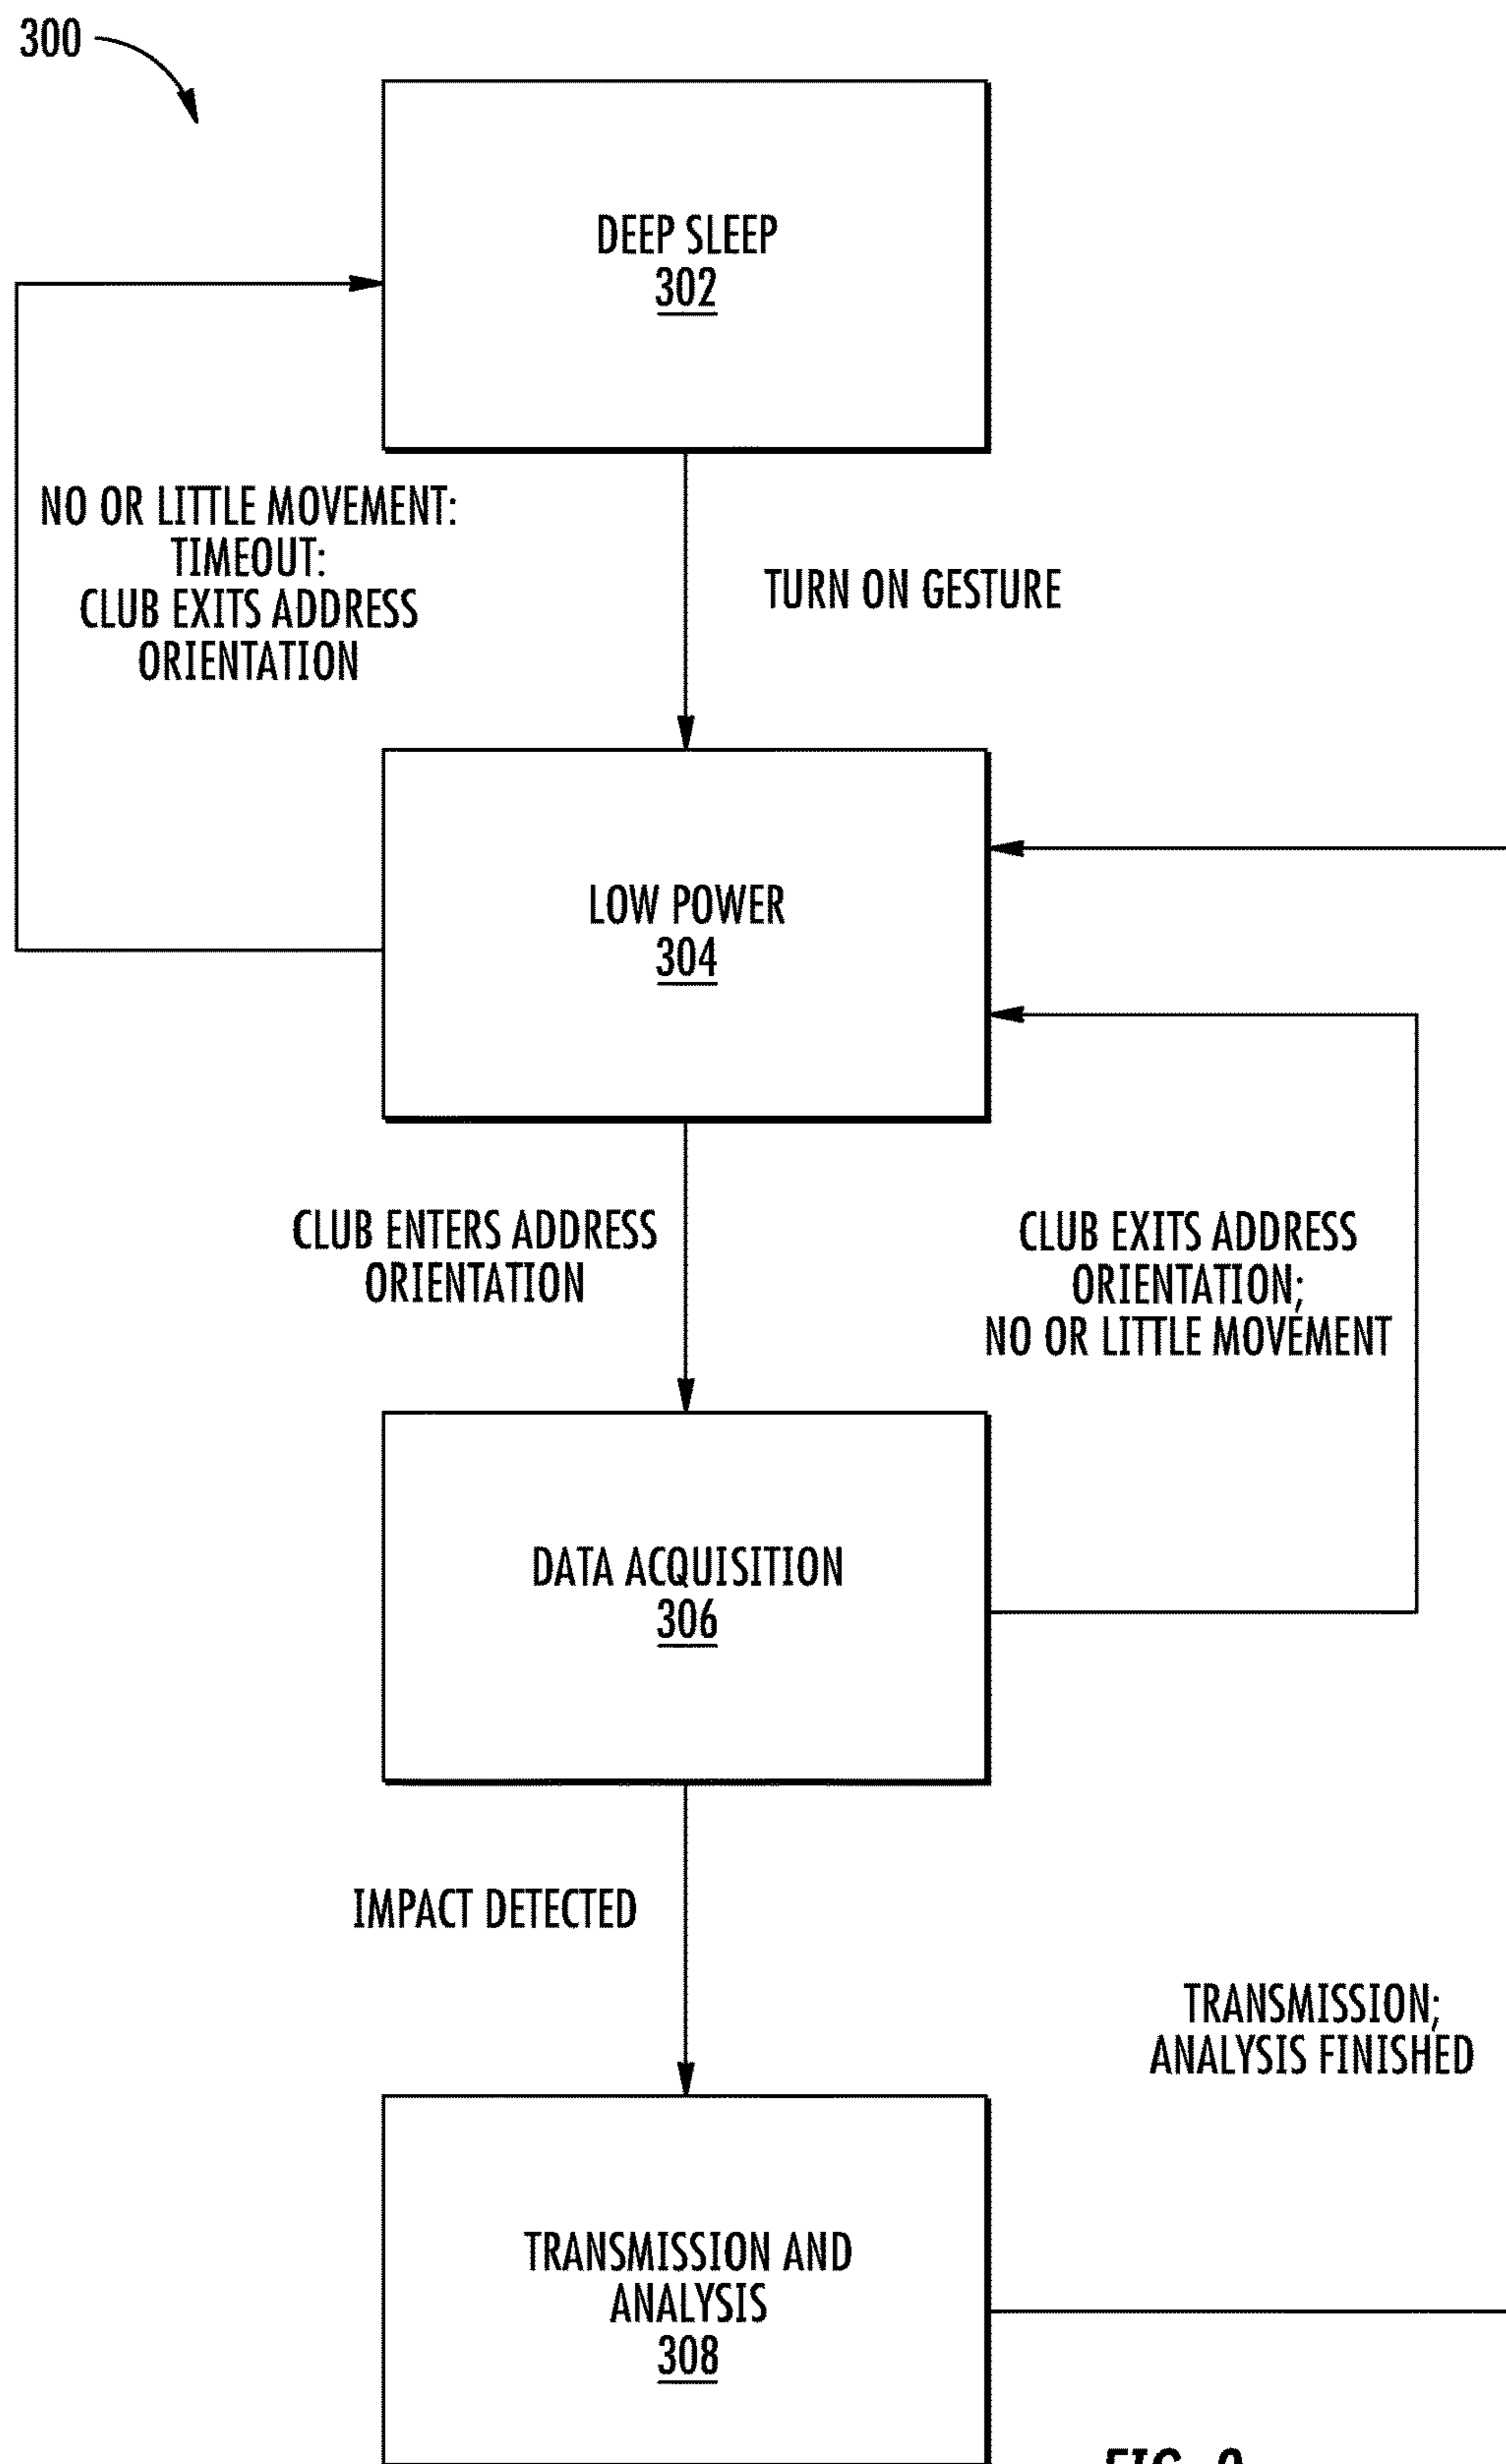 300
DEEP SLEEP
302
NO OR LITTLE MOVEMENT:
TIMEOUT:
CLUB EXITS ADDRESS
ORIENTATION
TURN ON GESTURE
LOW POWER
304
CLUB ENTERS ADDRESS
ORIENTATION
CLUB EXITS ADDRESS
ORIENTATION;
NO OR LITTLE MOVEMENT
DATA ACQUISITION
306
IMPACT DETECTED
TRANSMISSION;
ANALYSIS FINISHED
TRANSMISSION AND
ANALYSIS
308
FIG.